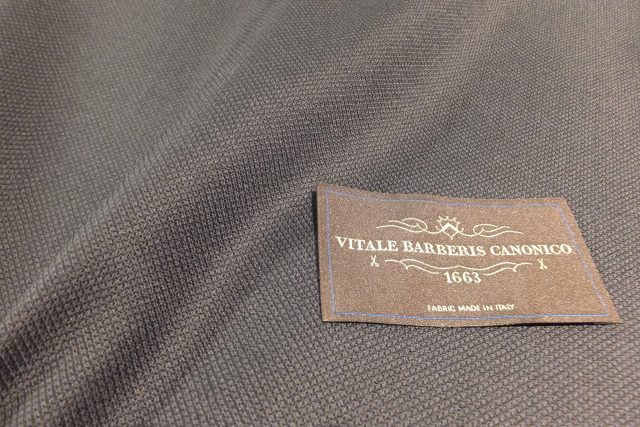 VITALE BARBERIS CANONICO
1663
FABRIC MADE IN ITALY